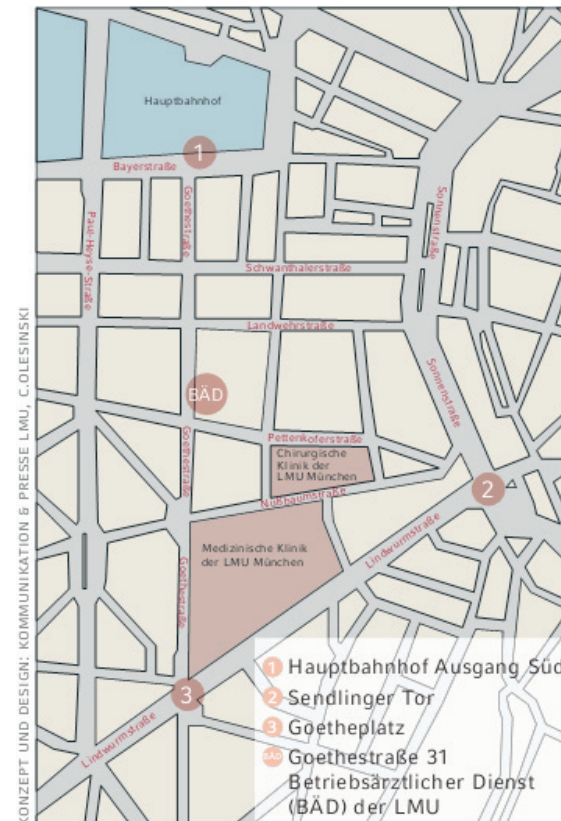 Hauptbahnhof
1
Bayerstraße
Goethestraße
Sonnenstraße
Paul-Heyse-Straße
Schwanthalerstraße
Landwehrstraße
Sonnenstraße
BÄD
Goethestraße
Pettenkoferstraße
Chirurgische
Klinik der
LMU München
2
Nußbaumstraße
Medizinische Klinik
der LMU München
Lindwurmstraße
Goethestraße
3
Lindwurmstraße
1 Hauptbahnhof Ausgang Süd
2 Sendlinger Tor
3 Goetheplatz
BÄD Goethestraße 31
Betriebsärztlicher Dienst
(BÄD) der LMU
KONZEPT UND DESIGN: KOMMUNIKATION & PRESSE LMU, C.OLESINSKI